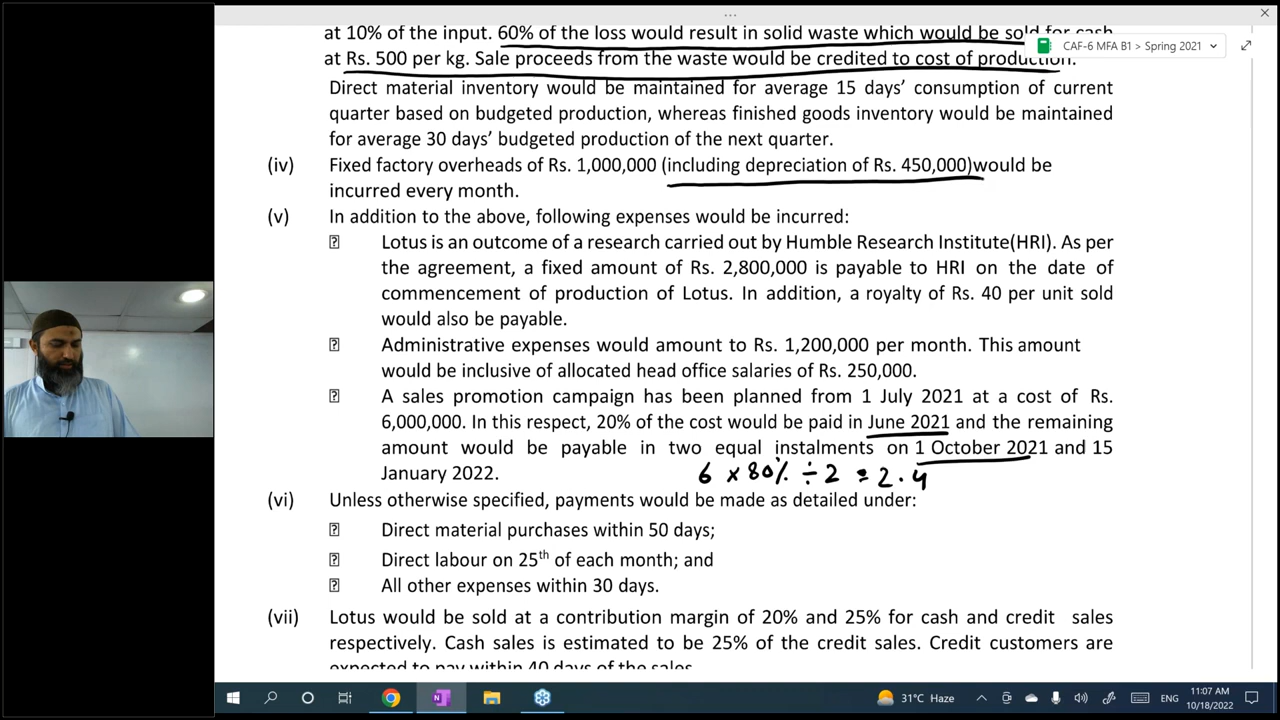 at 10% of the input. 60% of the loss would result in solid waste which would be sold for cash
CAF-6 MFA B1 > Spring 2021
at Rs. 500 per kg. Sale proceeds from the waste would be credited to cost of production.
Direct material inventory would be maintained for average 15 days' consumption of current
quarter based on budgeted production, whereas finished goods inventory would be maintained
for average 30 days' budgeted production of the next quarter.
(iv) Fixed factory overheads of Rs. 1,000,000 (including depreciation of Rs. 450,000)would be
incurred every month.
(v) In addition to the above, following expenses would be incurred:
Lotus is an outcome of a research carried out by Humble Research Institute(HRI). As per
the agreement, a fixed amount of Rs. 2,800,000 is payable to HRI on the date of
commencement of production of Lotus. In addition, a royalty of Rs. 40 per unit sold
would also be payable.
Administrative expenses would amount to Rs. 1,200,000 per month. This amount
would be inclusive of allocated head office salaries of Rs. 250,000.
A sales promotion campaign has been planned from 1 July 2021 at a cost of Rs.
6,000,000. In this respect, 20% of the cost would be paid in June 2021 and the remaining
amount would be payable in two equal instalments on 1 October 2021 and 15
January 2022.
6 × 80% ÷ 2 = 2.4
(vi) Unless otherwise specified, payments would be made as detailed under:
Direct material purchases within 50 days;
Direct labour on 25th of each month; and
All other expenses within 30 days.
(vii) Lotus would be sold at a contribution margin of 20% and 25% for cash and credit sales
respectively. Cash sales is estimated to be 25% of the credit sales. Credit customers are
expected to pay within 40 days of the sales.
31°C Haze
ENG
11:07 AM
10/18/2022